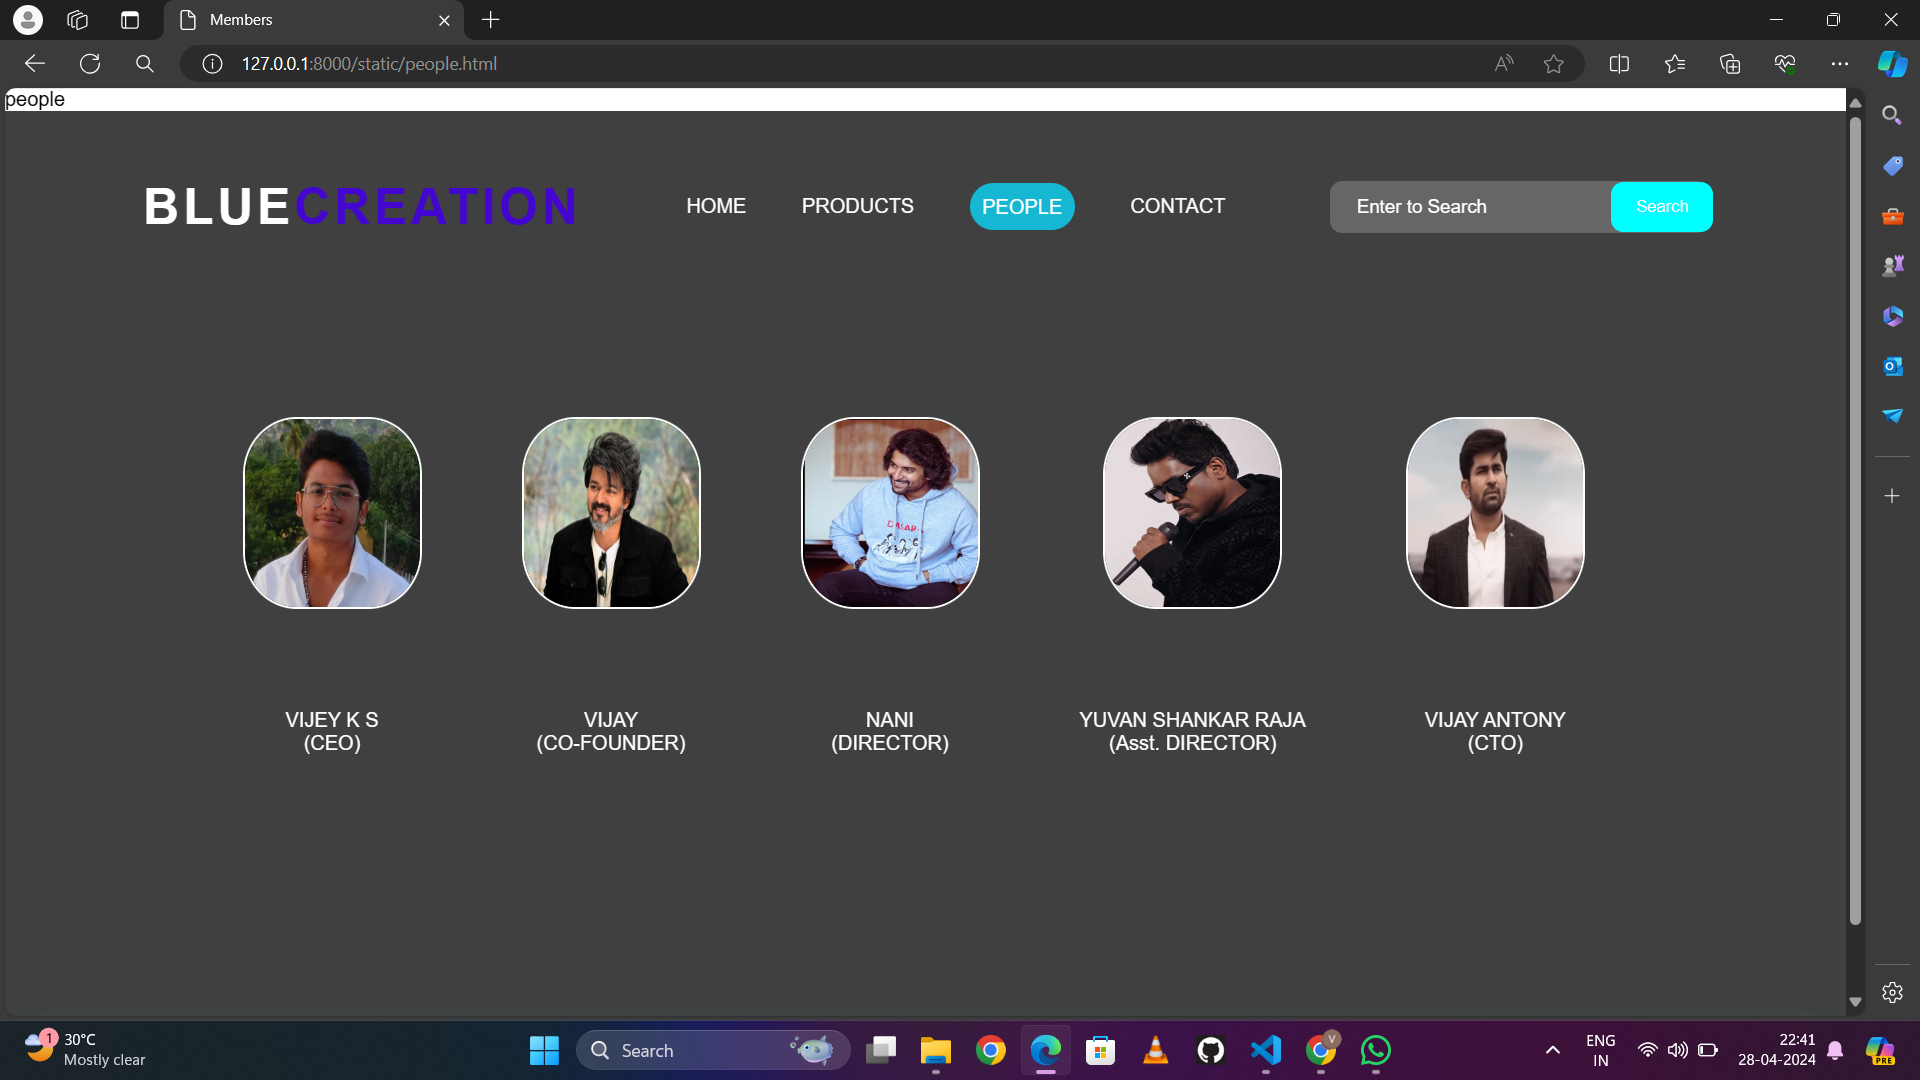 Members
127.0.0.1:8000/static/people.html
people
BLUECREATION
HOME
PRODUCTS
PEOPLE
CONTACT
Enter to Search
Search
VIJEY K S
(CEO)
VIJAY
(CO-FOUNDER)
NANI
(DIRECTOR)
YUVAN SHANKAR RAJA
(Asst. DIRECTOR)
VIJAY ANTONY
(CTO)
1
30°C
Mostly clear
Search
V
ENG
IN
22:41
28-04-2024
PRE